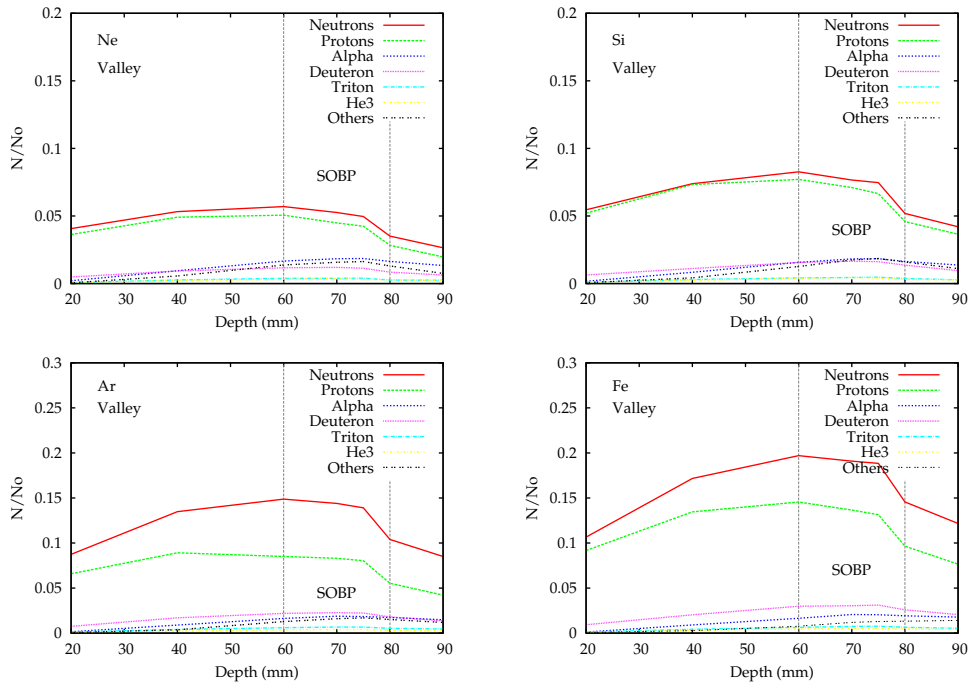 Ne
Valley
Neutrons
Protons
Alpha
Deuteron
Triton
He3
Others
SOBP
N/No
0.2
0.15
0.1
0.05
0
20 30 40 50 60 70 80 90
Depth (mm)
Si
Valley
Neutrons
Protons
Alpha
Deuteron
Triton
He3
Others
SOBP
N/No
0.2
0.15
0.1
0.05
0
20 30 40 50 60 70 80 90
Depth (mm)
Ar
Valley
Neutrons
Protons
Alpha
Deuteron
Triton
He3
Others
SOBP
N/No
0.3
0.25
0.2
0.15
0.1
0.05
0
20 30 40 50 60 70 80 90
Depth (mm)
Fe
Valley
Neutrons
Protons
Alpha
Deuteron
Triton
He3
Others
SOBP
N/No
0.3
0.25
0.2
0.15
0.1
0.05
0
20 30 40 50 60 70 80 90
Depth (mm)